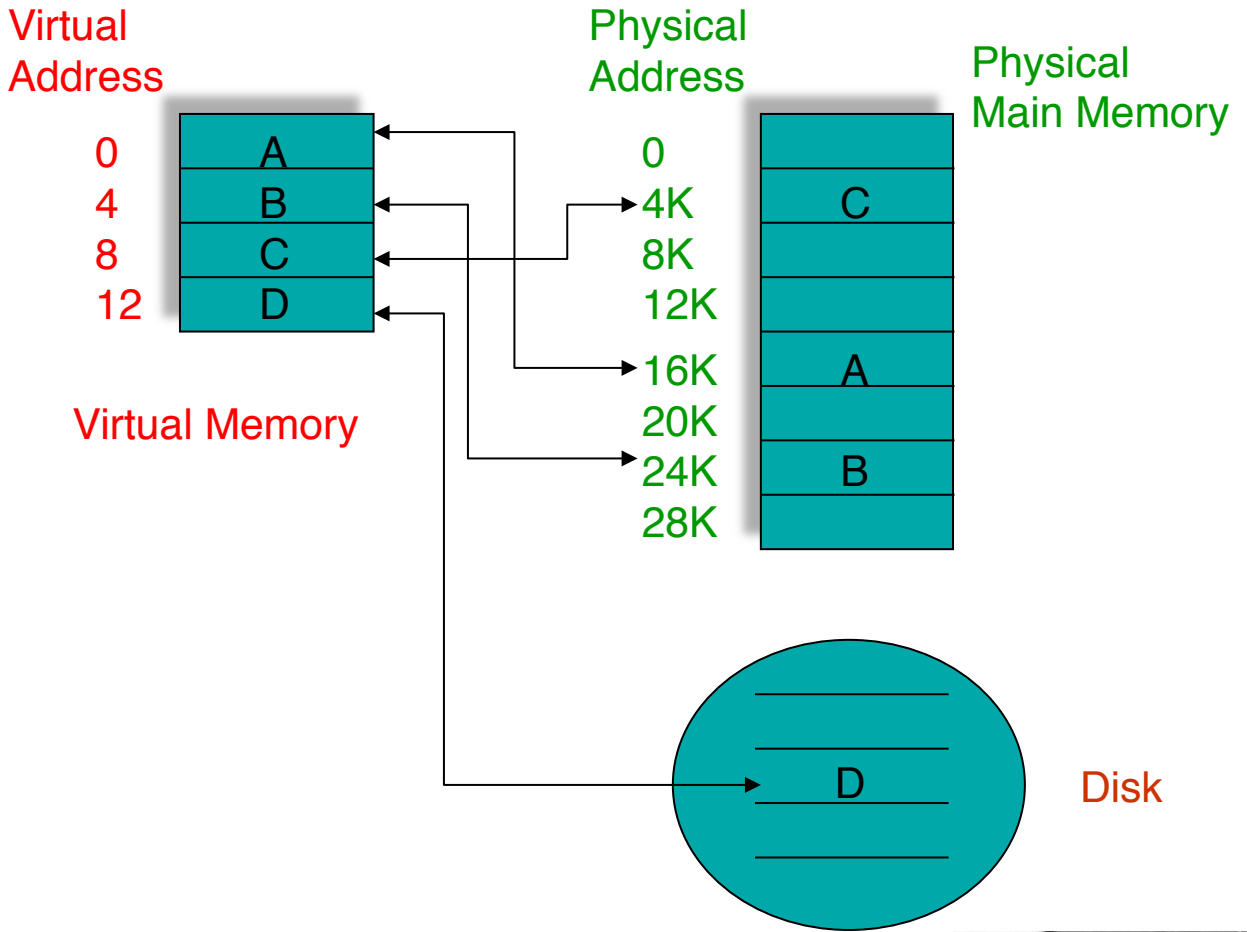 Virtual
Address
0
4
8
12
A
B
C
D
Virtual Memory
Physical
Address
0
4K
8K
12K
16K
20K
24K
28K
Physical
Main Memory
C
A
B
D
Disk